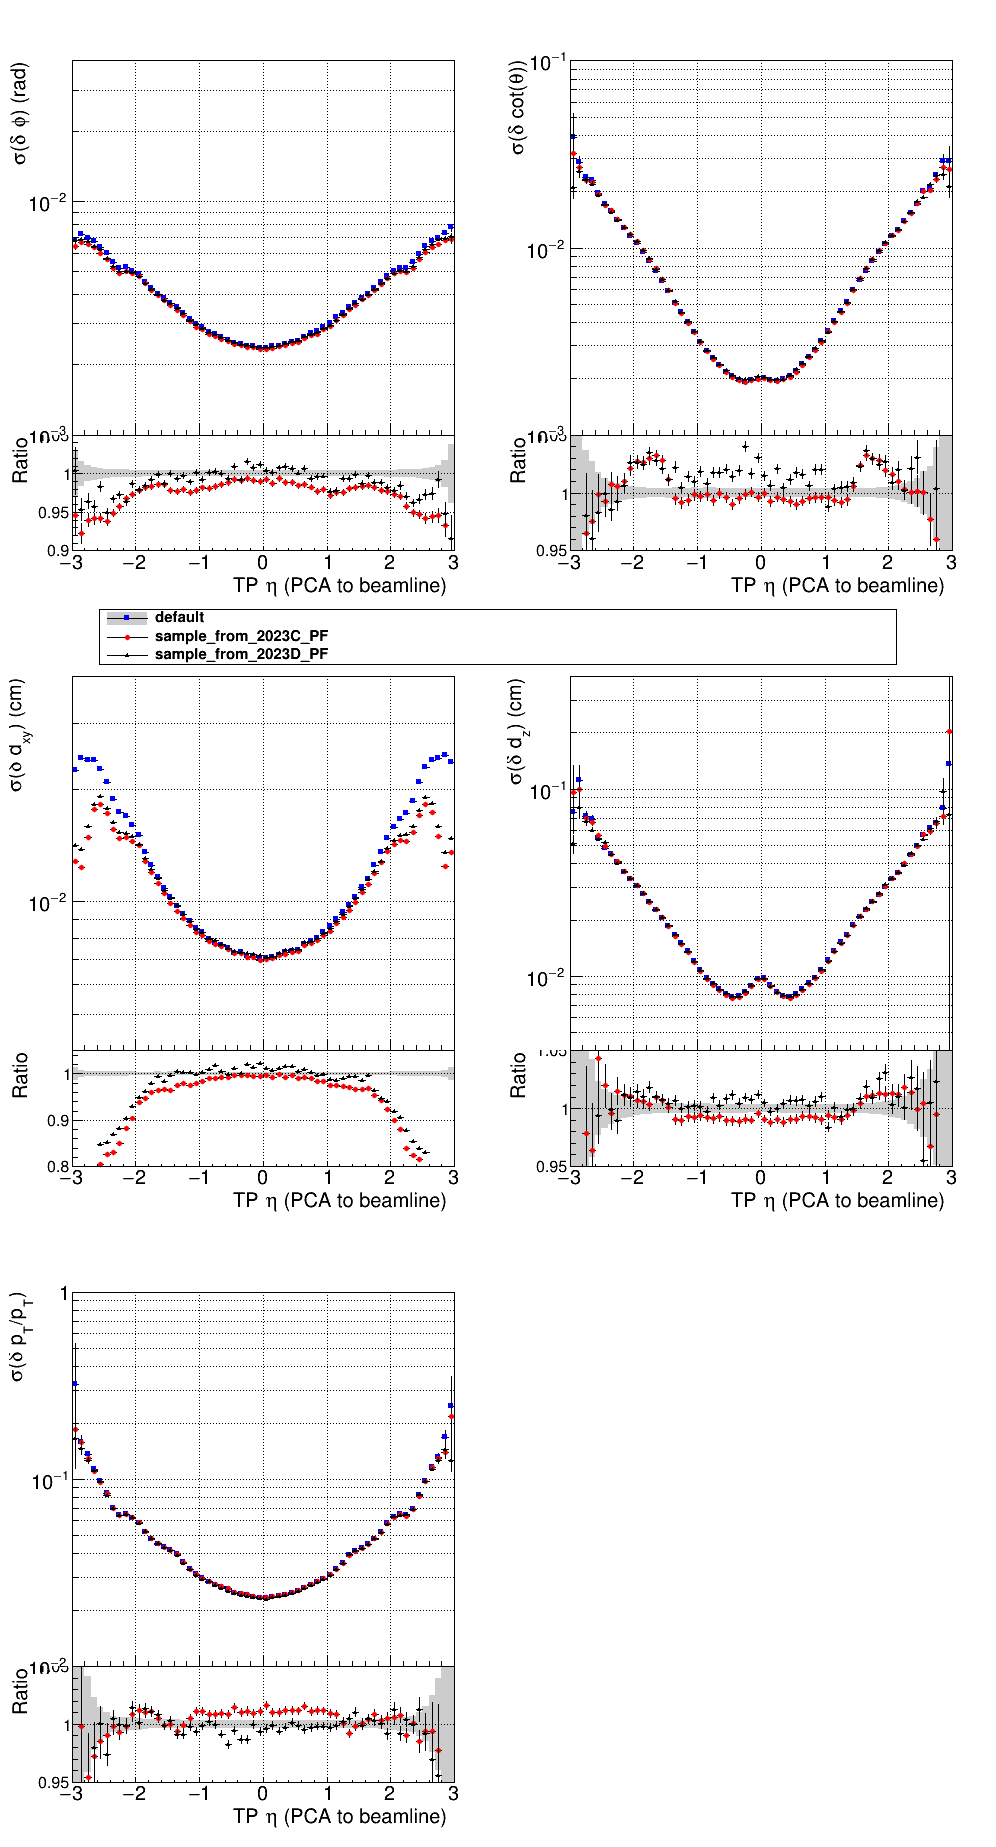 σ(δ φ) (rad)
10⁻²
10⁻³
Ratio
1
0.95
0.9
−3 −2 −1 0 1 2 3
TP η (PCA to beamline)
σ(δ cot(θ))
10⁻¹
10⁻²
Ratio
1
0.95
−3 −2 −1 0 1 2 3
TP η (PCA to beamline)
default
sample_from_2023C_PF
sample_from_2023D_PF
σ(δ d_xy) (cm)
10⁻²
Ratio
1
0.9
0.8
−3 −2 −1 0 1 2 3
TP η (PCA to beamline)
σ(δ d_z) (cm)
10⁻¹
10⁻²
Ratio
1.05
1
0.95
−3 −2 −1 0 1 2 3
TP η (PCA to beamline)
σ(δ p_T/p_T)
1
10⁻¹
Ratio
1
0.95
−3 −2 −1 0 1 2 3
TP η (PCA to beamline)